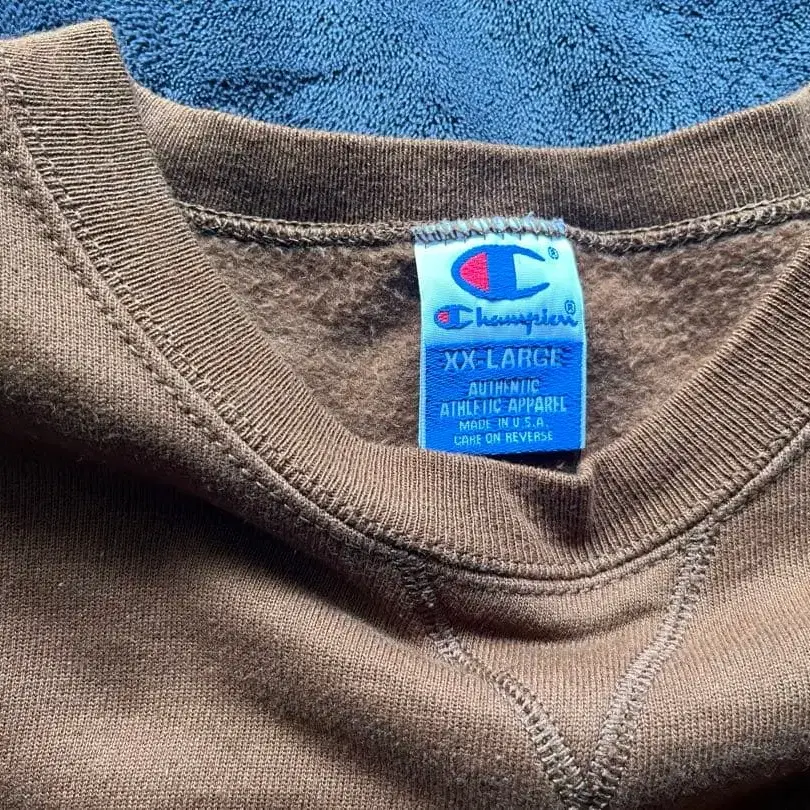 ®
Champion®
XX-LARGE
AUTHENTIC
ATHLETIC APPAREL
MADE IN U.S.A.
CARE ON REVERSE